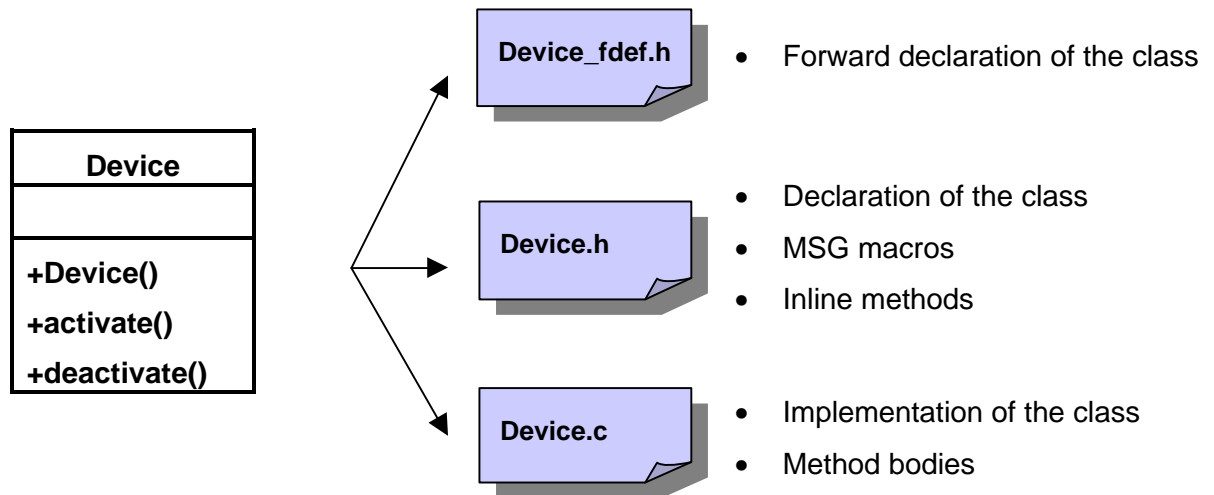 Device
+Device()
+activate()
+deactivate()
Device_fdef.h
• Forward declaration of the class
Device.h
• Declaration of the class
• MSG macros
• Inline methods
Device.c
• Implementation of the class
• Method bodies